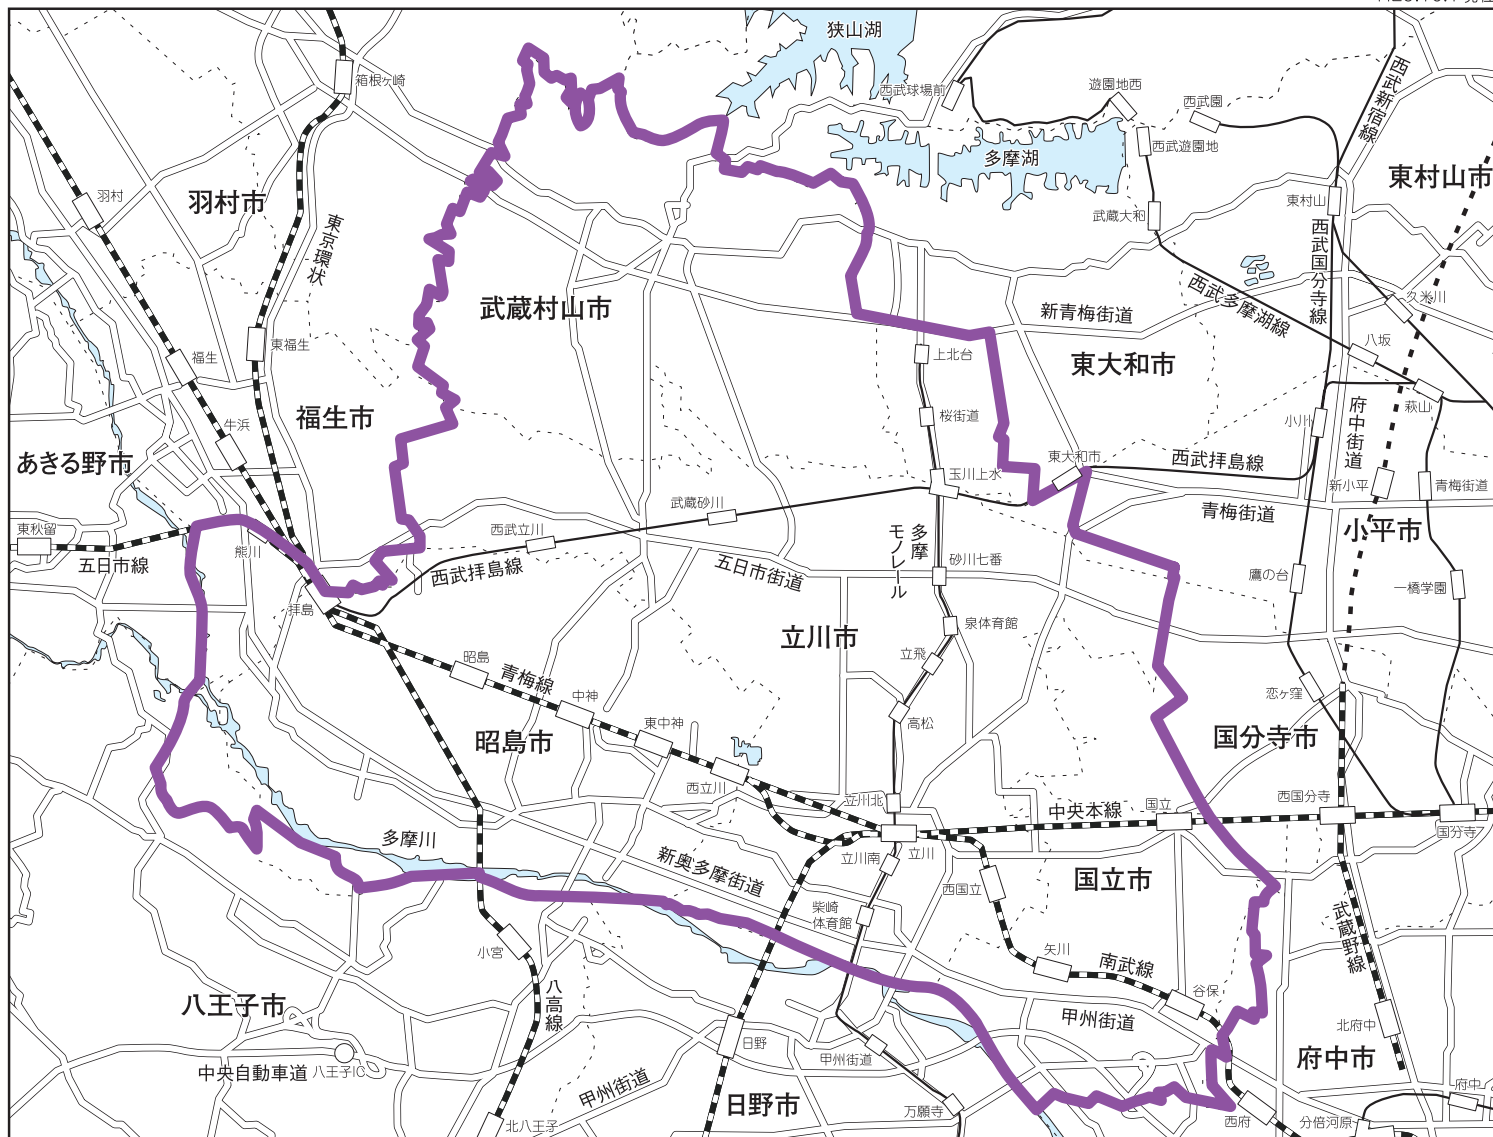 狭山湖
西武球場前
遊園地西
西武園
西武新宿線
箱根ヶ崎
西武遊園地
多摩湖
東村山市
羽村
羽村市
東村山
武蔵大和
東京環状
西武国分寺線
西武多摩湖線
久米川
武蔵村山市
新青梅街道
東福生
福生
八坂
上北台
東大和市
萩山
福生市
牛浜
桜街道
小川
府中街道
あきる野市
東大和市
西武拝島線
玉川上水
新小平
青梅街道
武蔵砂川
青梅街道
東秋留
西武立川
小平市
熊川
五日市線
西武拝島線
多摩モノレール
砂川七番
五日市街道
鷹の台
一橋学園
拝島
泉体育館
立川市
昭島
立飛
青梅線
中神
恋ヶ窪
東中神
高松
昭島市
国分寺市
西立川
立川北
国立
西国分寺
中央本線
国分寺
多摩川
立川南
立川
新奥多摩街道
西国立
国立市
柴崎
体育館
武蔵野線
小宮
矢川
南武線
八王子市
八高線
谷保
甲州街道
北府中
日野
甲州街道
府中市
中央自動車道
八王子IC
甲州街道
府中
日野市
万願寺
北八王子
西府
分倍河原